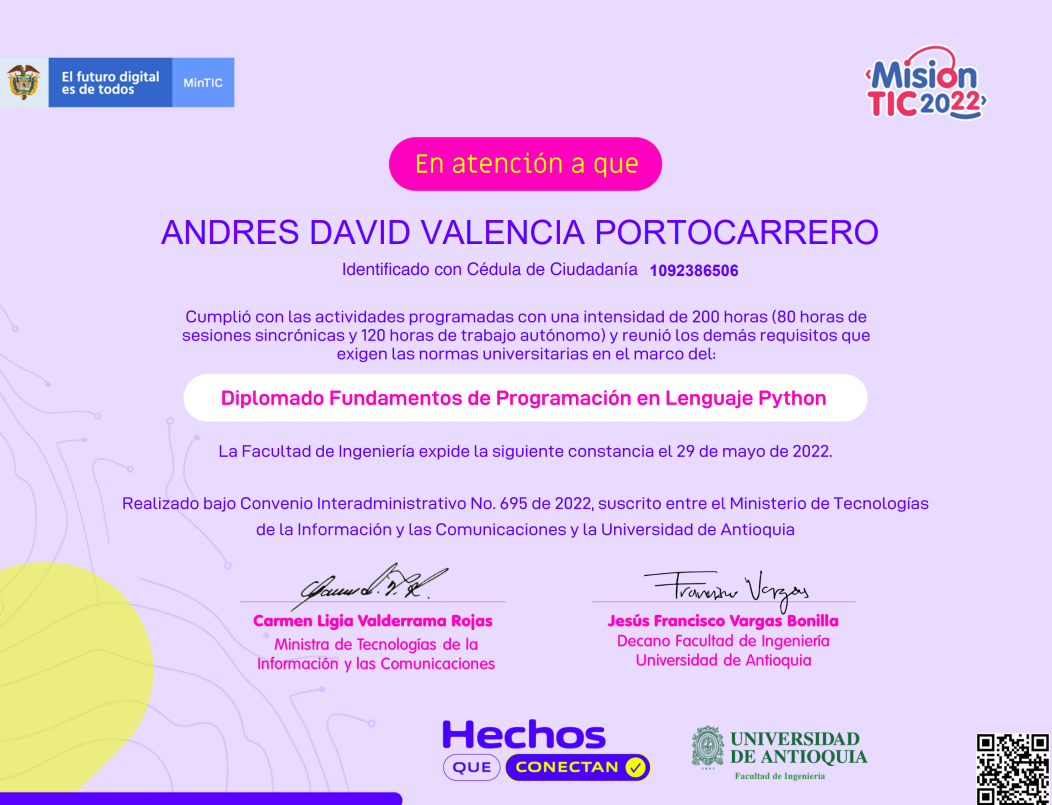 El futuro digital
es de todos
MinTIC
Misión
TIC 2022
En atención a que
ANDRES DAVID VALENCIA PORTOCARRERO
Identificado con Cédula de Ciudadanía 1092386506
Cumplió con las actividades programadas con una intensidad de 200 horas (80 horas de
sesiones sincrónicas y 120 horas de trabajo autónomo) y reunió los demás requisitos que
exigen las normas universitarias en el marco del:
Diplomado Fundamentos de Programación en Lenguaje Python
La Facultad de Ingeniería expide la siguiente constancia el 29 de mayo de 2022.
Realizado bajo Convenio Interadministrativo No. 695 de 2022, suscrito entre el Ministerio de Tecnologías
de la Información y las Comunicaciones y la Universidad de Antioquia
Francisco Vargas
Carmen Ligia Valderrama Rojas
Ministra de Tecnologías de la
Información y las Comunicaciones
Jesús Francisco Vargas Bonilla
Decano Facultad de Ingeniería
Universidad de Antioquia
Hechos
QUE CONECTAN
UNIVERSIDAD
DE ANTIOQUIA
Facultad de Ingeniería